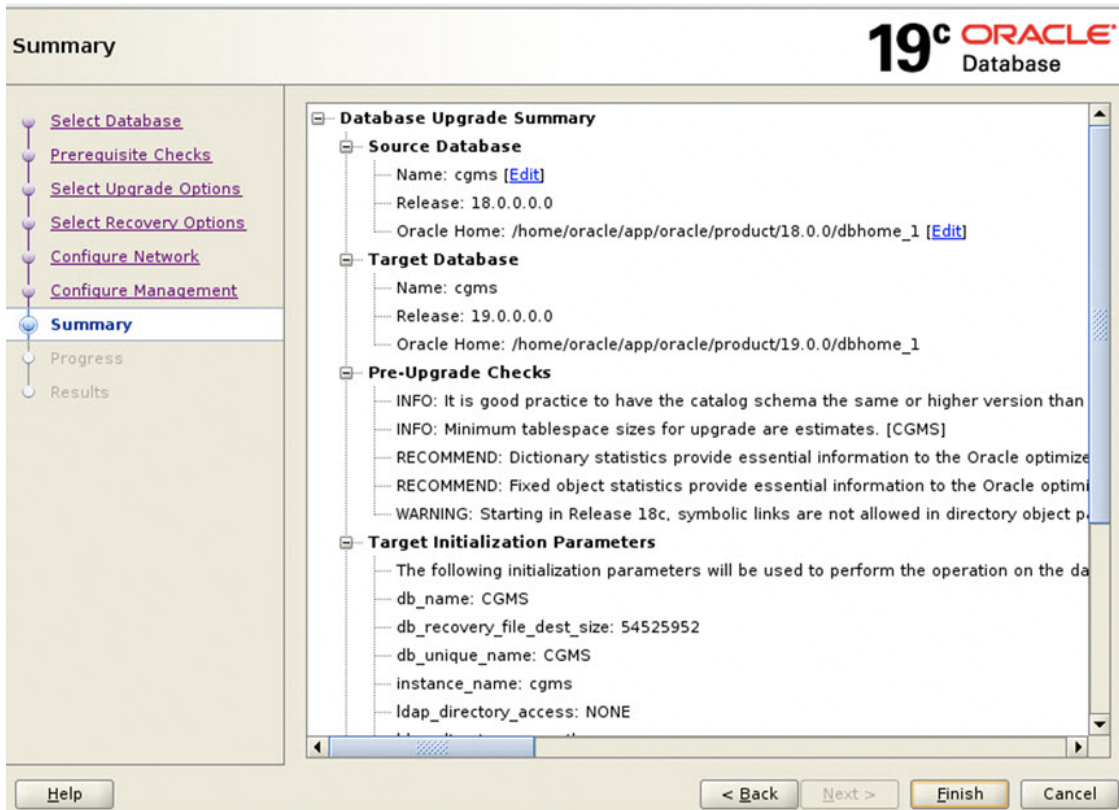 Summary
19c ORACLE
Database
Select Database
Prerequisite Checks
Select Upgrade Options
Select Recovery Options
Configure Network
Configure Management
Summary
Progress
Results
Database Upgrade Summary
Source Database
Name: cgms [Edit]
Release: 18.0.0.0.0
Oracle Home: /home/oracle/app/oracle/product/18.0.0/dbhome_1 [Edit]
Target Database
Name: cgms
Release: 19.0.0.0.0
Oracle Home: /home/oracle/app/oracle/product/19.0.0/dbhome_1
Pre-Upgrade Checks
INFO: It is good practice to have the catalog schema the same or higher version than
INFO: Minimum tablespace sizes for upgrade are estimates. [CGMS]
RECOMMEND: Dictionary statistics provide essential information to the Oracle optimize
RECOMMEND: Fixed object statistics provide essential information to the Oracle optimi
WARNING: Starting in Release 18c, symbolic links are not allowed in directory object p
Target Initialization Parameters
The following initialization parameters will be used to perform the operation on the da
db_name: CGMS
db_recovery_file_dest_size: 54525952
db_unique_name: CGMS
instance_name: cgms
ldap_directory_access: NONE
Help
< Back
Next >
Finish
Cancel